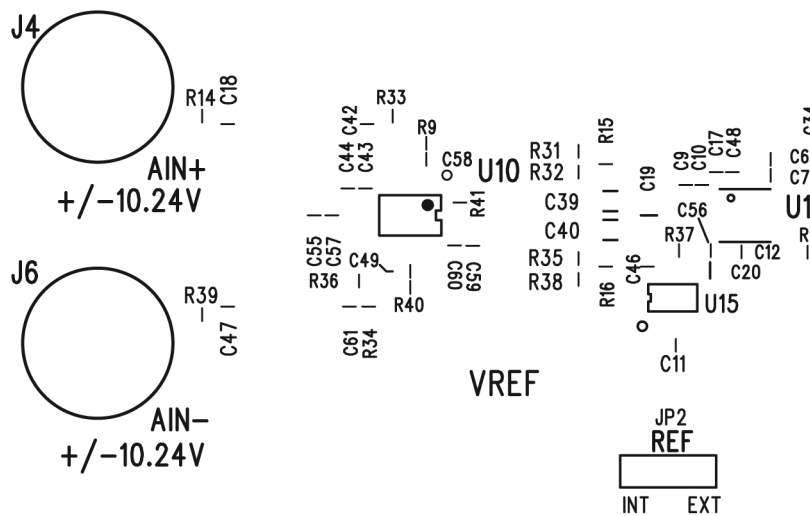 J4
R14
C18
AIN+
+/-10.24V
J6
R39
C47
AIN-
+/-10.24V
C42
R33
R9
C44
C43
C58
U10
R41
C55
C57
R36
C49
R40
C60
C59
C61
R34
VREF
R31
R32
R15
C39
C40
C19
R35
R38
R16
C46
C9
C10
C17
C48
C34
C6
C7
U1
C56
R37
C20
C12
R
U15
C11
JP2
REF
INT EXT